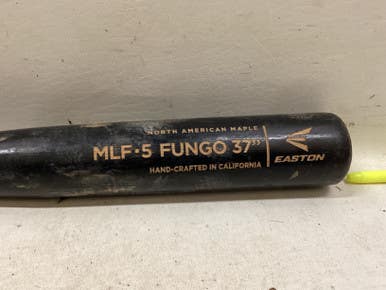 NORTH AMERICAN MAPLE
MLF-5 FUNGO 37"
HAND-CRAFTED IN CALIFORNIA
EASTON